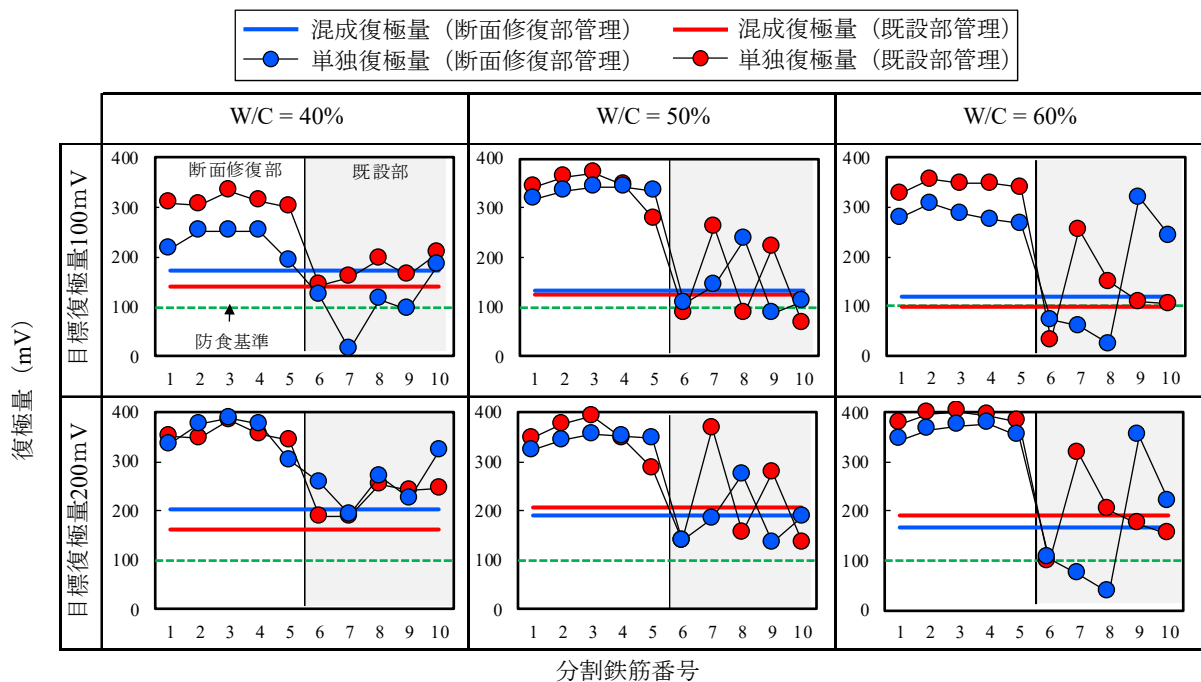 混成復極量（断面修復部管理） 混成復極量（既設部管理）
単独復極量（断面修復部管理） 単独復極量（既設部管理）
W/C = 40% W/C = 50% W/C = 60%
目標復極量100mV
400 断面修復部 既設部
300
200
100
防食基準
0
1 2 3 4 5 6 7 8 9 10
400
300
200
100
0
1 2 3 4 5 6 7 8 9 10
400
300
200
100
0
1 2 3 4 5 6 7 8 9 10
復極量（mV）
目標復極量200mV
400
300
200
100
0
1 2 3 4 5 6 7 8 9 10
400
300
200
100
0
1 2 3 4 5 6 7 8 9 10
400
300
200
100
0
1 2 3 4 5 6 7 8 9 10
分割鉄筋番号